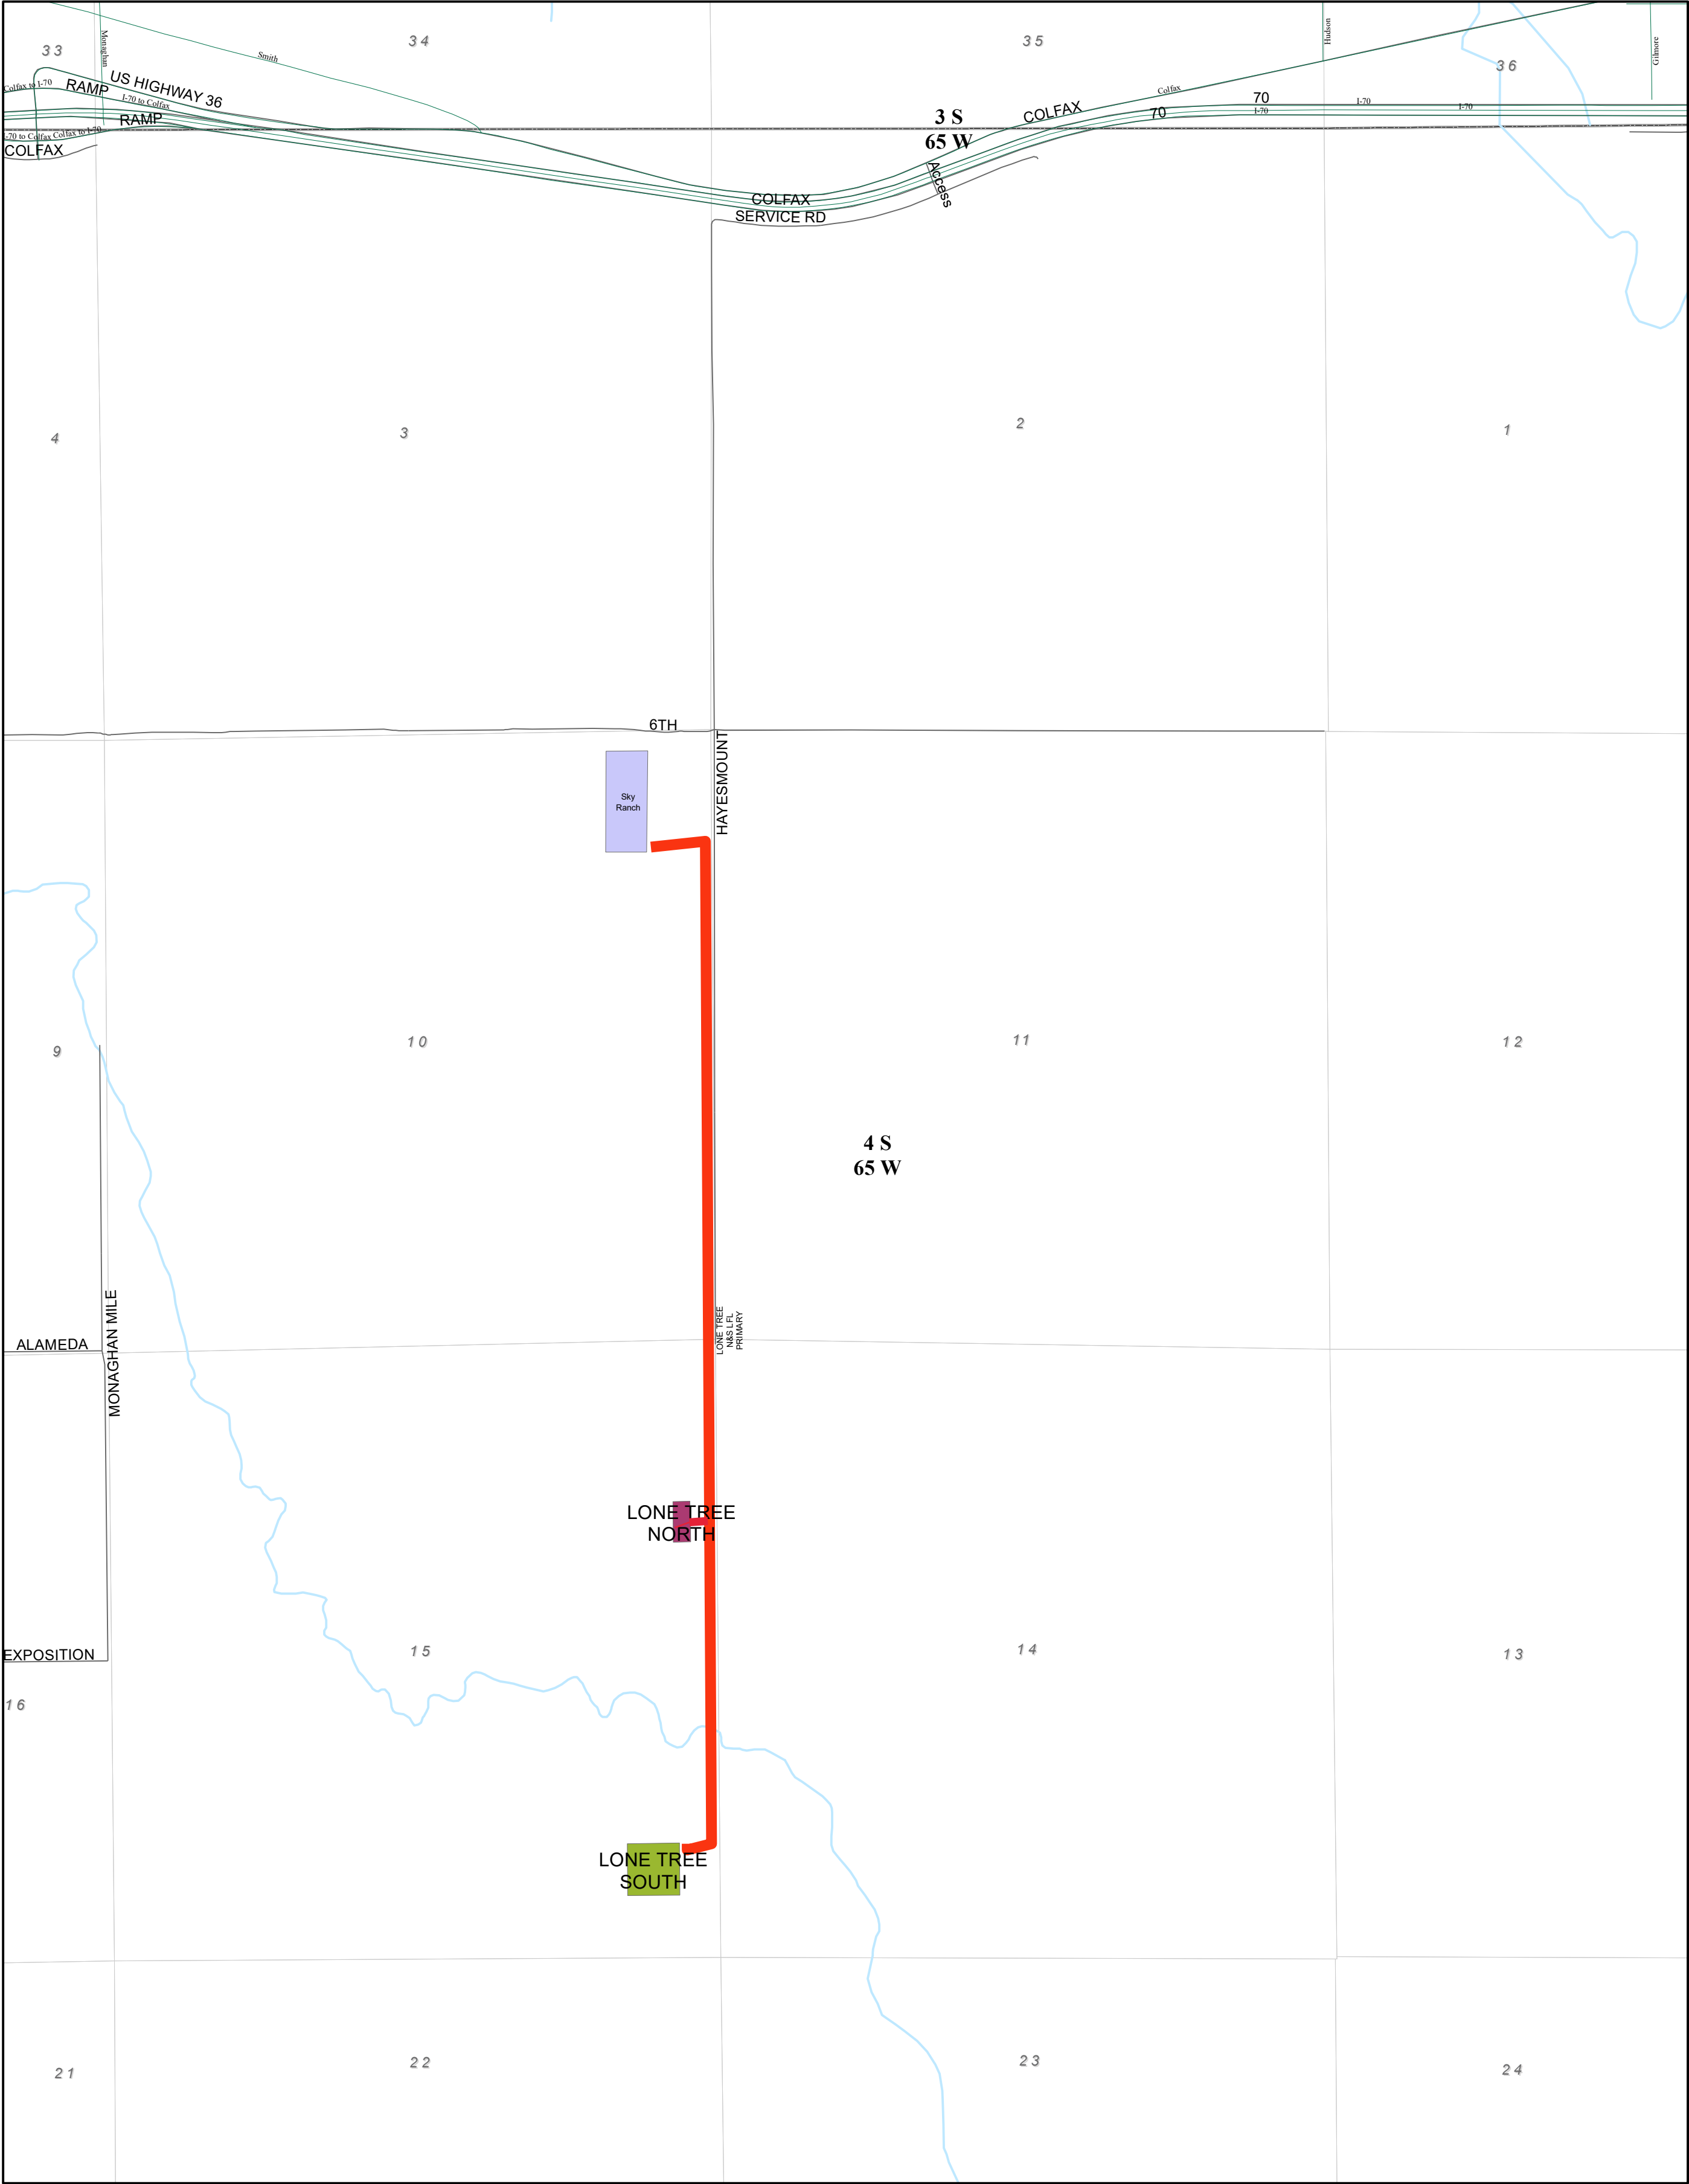 33
34
35
36
Monaghan
Smith
Hudson
Gilmore
US HIGHWAY 36
Colfax to I-70
RAMP
I-70 to Colfax
RAMP
I-70 to Colfax
Colfax to I-70
COLFAX
3 S
65 W
COLFAX
Colfax
70
70
I-70
I-70
I-70
Access
COLFAX
SERVICE RD
4
3
2
1
6TH
HAYESMOUNT
Sky
Ranch
9
10
11
12
4 S
65 W
MONAGHAN MILE
LONE TREE
N&S LFL
PRIMARY
ALAMEDA
LONE TREE
NORTH
EXPOSITION
15
14
13
16
LONE TREE
SOUTH
21
22
23
24